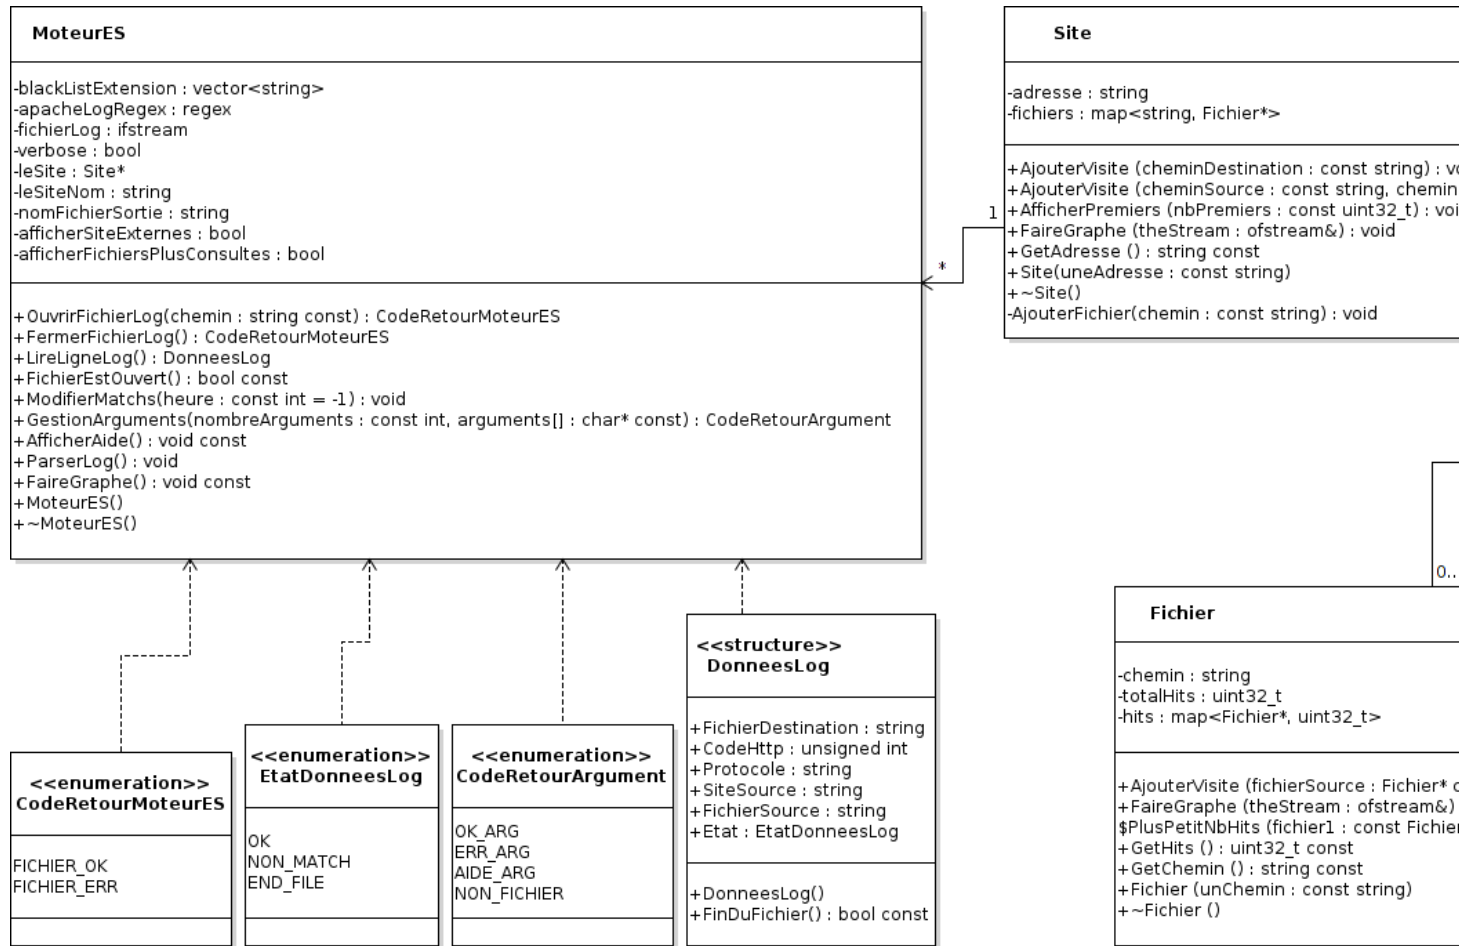 MoteurES
-blackListExtension : vector<string>
-apacheLogRegex : regex
-fichierLog : ifstream
-verbose : bool
-leSite : Site*
-leSiteNom : string
-nomFichierSortie : string
-afficherSiteExternes : bool
-afficherFichiersPlusConsultes : bool
+OuvrirFichierLog(chemin : string const) : CodeRetourMoteurES
+FermerFichierLog() : CodeRetourMoteurES
+LireLigneLog() : DonneesLog
+FichierEstOuvert() : bool const
+ModifierMatchs(heure : const int = -1) : void
+GestionArguments(nombreArguments : const int, arguments[] : char* const) : CodeRetourArgument
+AfficherAide() : void const
+ParserLog() : void
+FaireGraphe() : void const
+MoteurES()
+~MoteurES()
Site
-adresse : string
-fichiers : map<string, Fichier*>
+AjouterVisite (cheminDestination : const string) : vo
+AjouterVisite (cheminSource : const string, chemin
+AfficherPremiers (nbPremiers : const uint32_t) : voi
+FaireGraphe (theStream : ofstream&) : void
+GetAdresse () : string const
+Site(uneAdresse : const string)
+~Site()
-AjouterFichier(chemin : const string) : void
1
*
0..
<<enumeration>>
CodeRetourMoteurES
FICHIER_OK
FICHIER_ERR
<<enumeration>>
EtatDonneesLog
OK
NON_MATCH
END_FILE
<<enumeration>>
CodeRetourArgument
OK_ARG
ERR_ARG
AIDE_ARG
NON_FICHIER
<<structure>>
DonneesLog
+FichierDestination : string
+CodeHttp : unsigned int
+Protocole : string
+SiteSource : string
+FichierSource : string
+Etat : EtatDonneesLog
+DonneesLog()
+FinDuFichier() : bool const
Fichier
-chemin : string
-totalHits : uint32_t
-hits : map<Fichier*, uint32_t>
+AjouterVisite (fichierSource : Fichier* c
+FaireGraphe (theStream : ofstream&)
$PlusPetitNbHits (fichier1 : const Fichier
+GetHits () : uint32_t const
+GetChemin () : string const
+Fichier (unChemin : const string)
+~Fichier ()